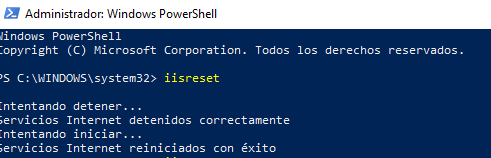 Administrador: Windows PowerShell
Windows PowerShell
Copyright (C) Microsoft Corporation. Todos los derechos reservados.
PS C:\WINDOWS\system32> iisreset
Intentando detener...
Servicios Internet detenidos correctamente
Intentando iniciar...
Servicios Internet reiniciados con éxito